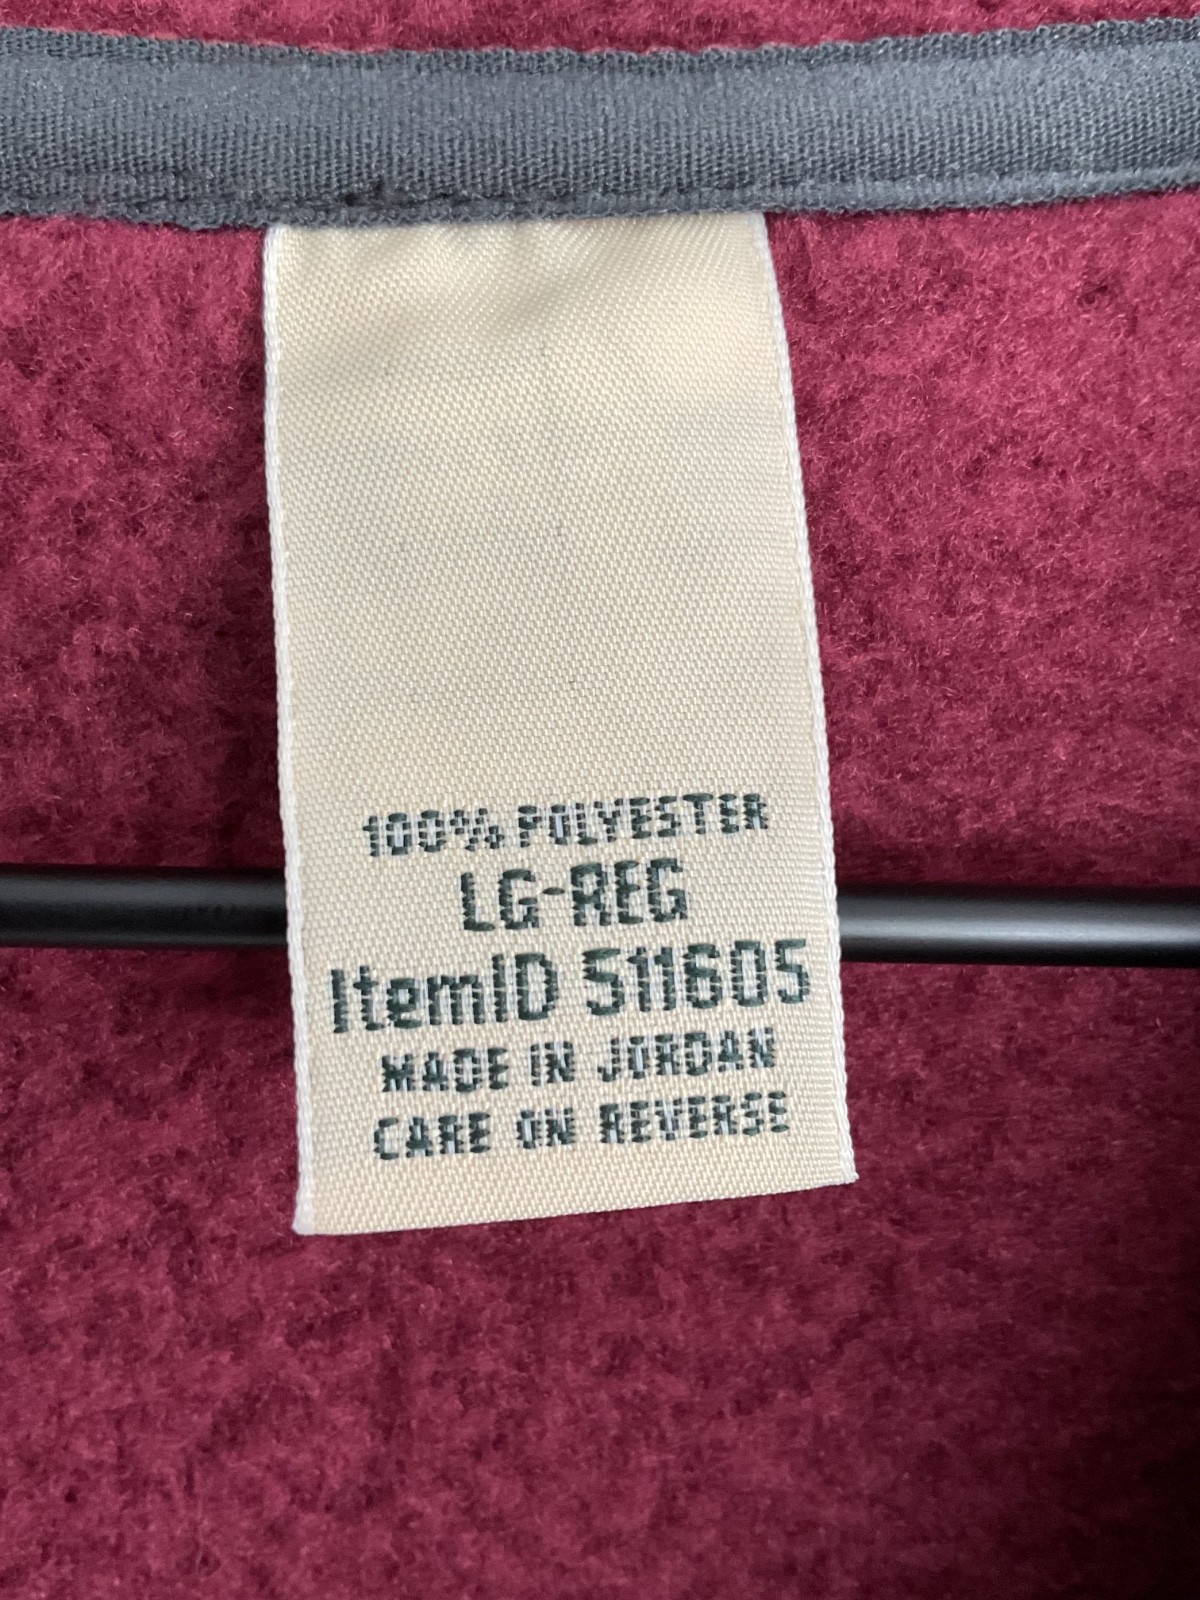 100% POLYESTER
LG-REG
ItemID 511605
MADE IN JORDAN
CARE ON REVERSE